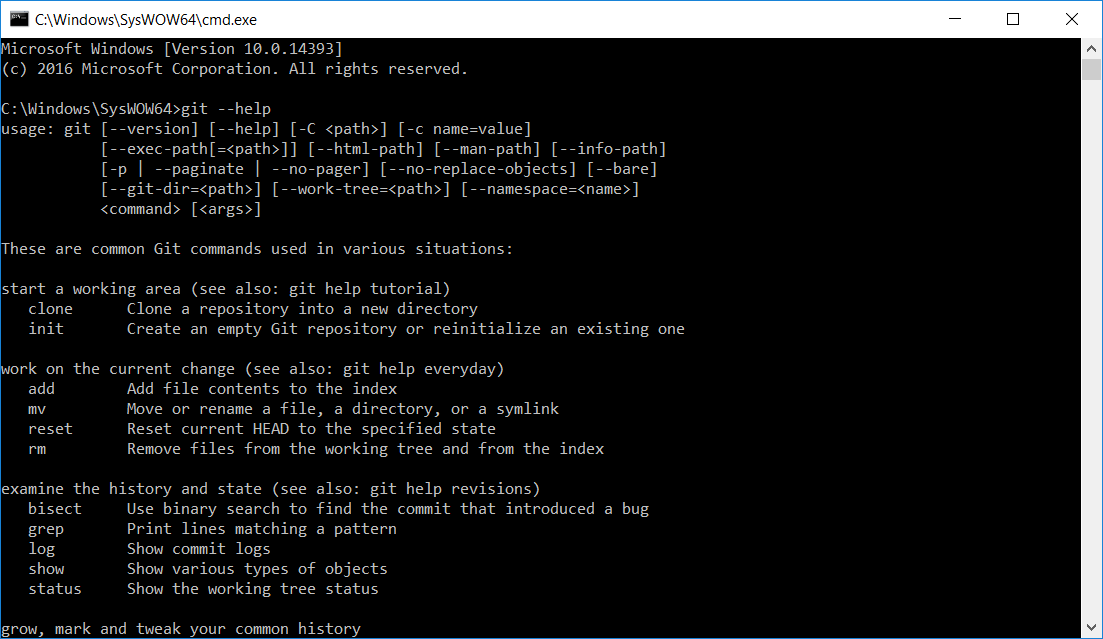 C:\Windows\SysWOW64\cmd.exe
Microsoft Windows [Version 10.0.14393]
(c) 2016 Microsoft Corporation. All rights reserved.

C:\Windows\SysWOW64>git --help
usage: git [--version] [--help] [-C <path>] [-c name=value]
           [--exec-path[=<path>]] [--html-path] [--man-path] [--info-path]
           [-p | --paginate | --no-pager] [--no-replace-objects] [--bare]
           [--git-dir=<path>] [--work-tree=<path>] [--namespace=<name>]
           <command> [<args>]

These are common Git commands used in various situations:

start a working area (see also: git help tutorial)
   clone      Clone a repository into a new directory
   init       Create an empty Git repository or reinitialize an existing one

work on the current change (see also: git help everyday)
   add        Add file contents to the index
   mv         Move or rename a file, a directory, or a symlink
   reset      Reset current HEAD to the specified state
   rm         Remove files from the working tree and from the index

examine the history and state (see also: git help revisions)
   bisect     Use binary search to find the commit that introduced a bug
   grep       Print lines matching a pattern
   log        Show commit logs
   show       Show various types of objects
   status     Show the working tree status

grow, mark and tweak your common history